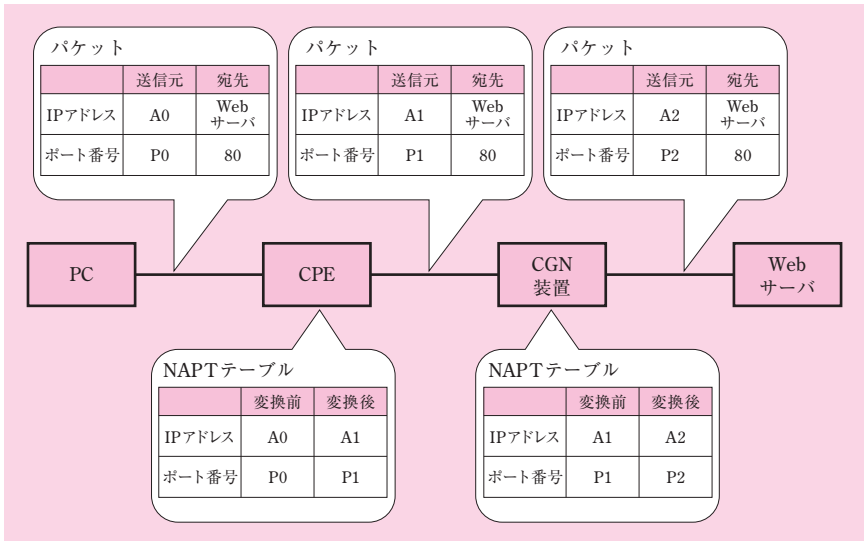 パケット
送信元 宛先
IPアドレス A0 Web
サーバ
ポート番号 P0 80
パケット
送信元 宛先
IPアドレス A1 Web
サーバ
ポート番号 P1 80
パケット
送信元 宛先
IPアドレス A2 Web
サーバ
ポート番号 P2 80
PC
CPE
CGN
装置
Web
サーバ
NAPTテーブル
変換前 変換後
IPアドレス A0 A1
ポート番号 P0 P1
NAPTテーブル
変換前 変換後
IPアドレス A1 A2
ポート番号 P1 P2